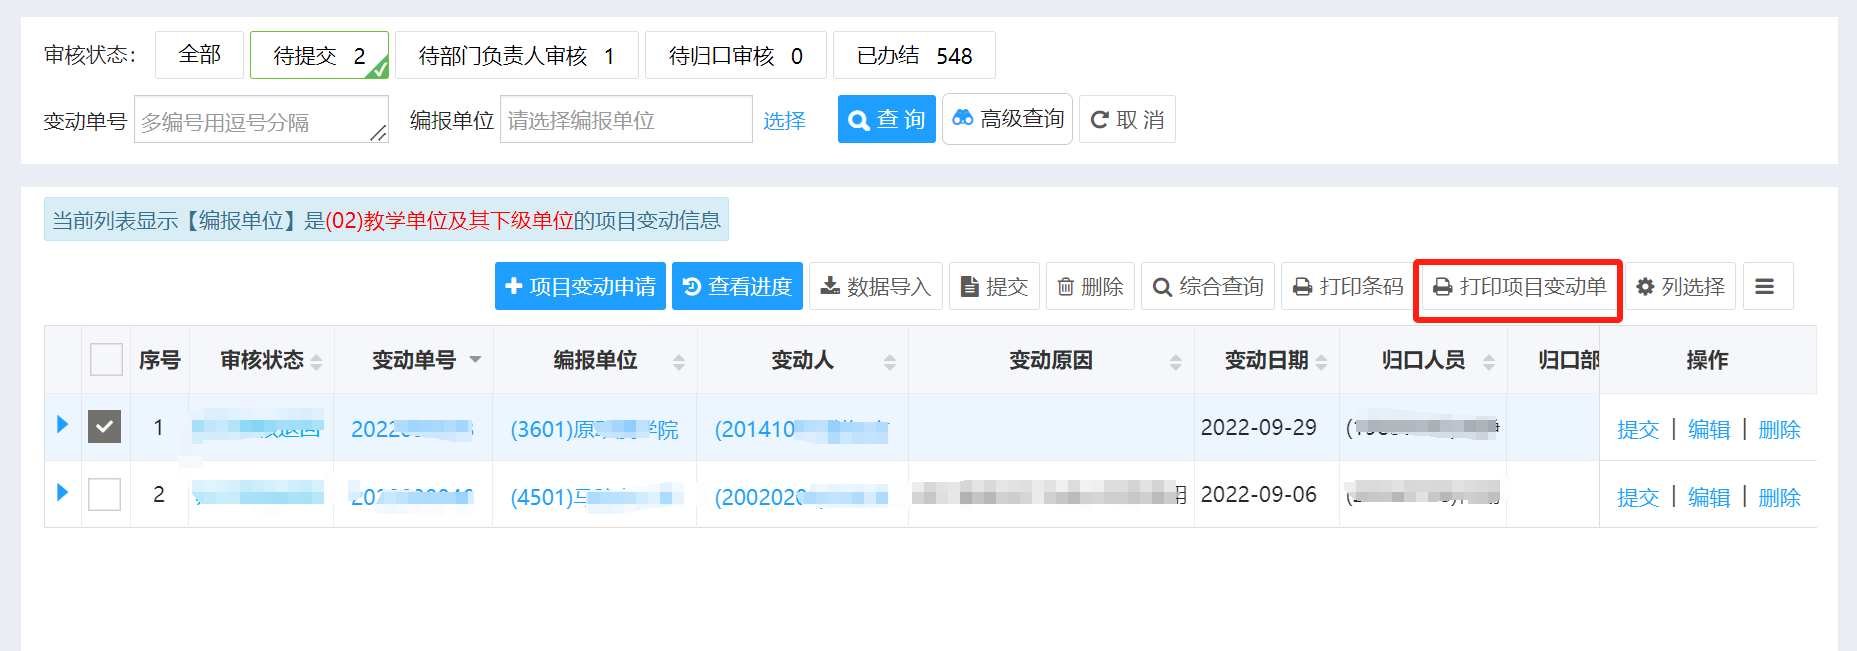 审核状态： 全部 待提交 2 待部门负责人审核 1 待归口审核 0 已办结 548
变动单号 多编号用逗号分隔 编报单位 请选择编报单位 选择 查 询 高级查询 取 消
当前列表显示【编报单位】是(02)教学单位及其下级单位的项目变动信息
项目变动申请 查看进度 数据导入 提交 删除 综合查询 打印条码 打印项目变动单 列选择
序号 审核状态 变动单号 编报单位 变动人 变动原因 变动日期 归口人员 归口部 操作
1 2022 (3601)原 学院 (201410 2022-09-29 提交 | 编辑 | 删除
2 (4501)马 (2002020 2022-09-06 提交 | 编辑 | 删除